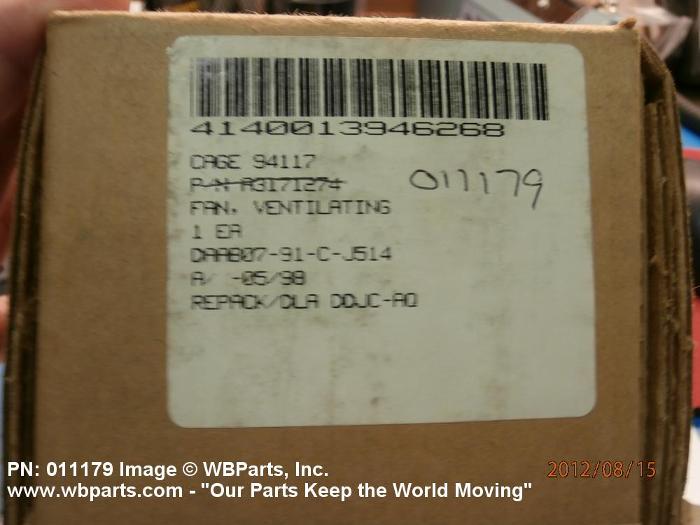 4140013946268
CAGE 94117
P-N A3171274
011179
FAN, VENTILATING
1 EA
DAAB07-91-C-J514
A/ -05/98
REPACK/DLA DDJC-AQ
PN: 011179 Image © WBParts, Inc.
2012/08/15
www.wbparts.com - "Our Parts Keep the World Moving"